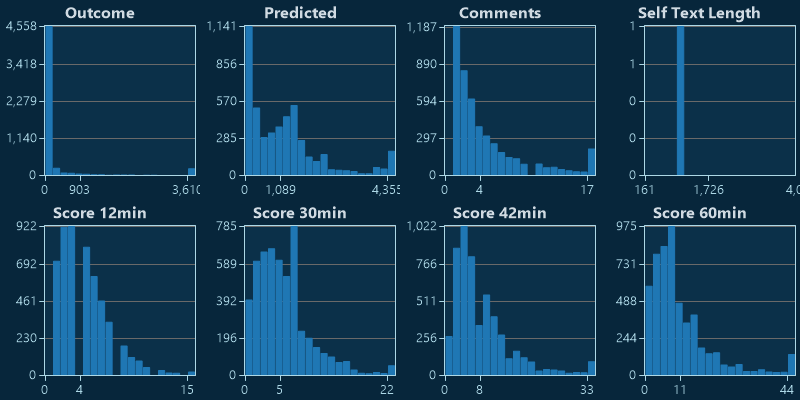 Outcome
4,558
3,418
2,279
1,140
0
0 903 3,610
Predicted
1,141
856
570
285
0
0 1,089 4,355
Comments
1,187
890
594
297
0
0 4 17
Self Text Length
1
1
0
0
0
161 1,726 4,0
Score 12min
922
692
461
230
0
0 4 15
Score 30min
785
589
392
196
0
0 5 22
Score 42min
1,022
766
511
256
0
0 8 33
Score 60min
975
731
488
244
0
0 11 44